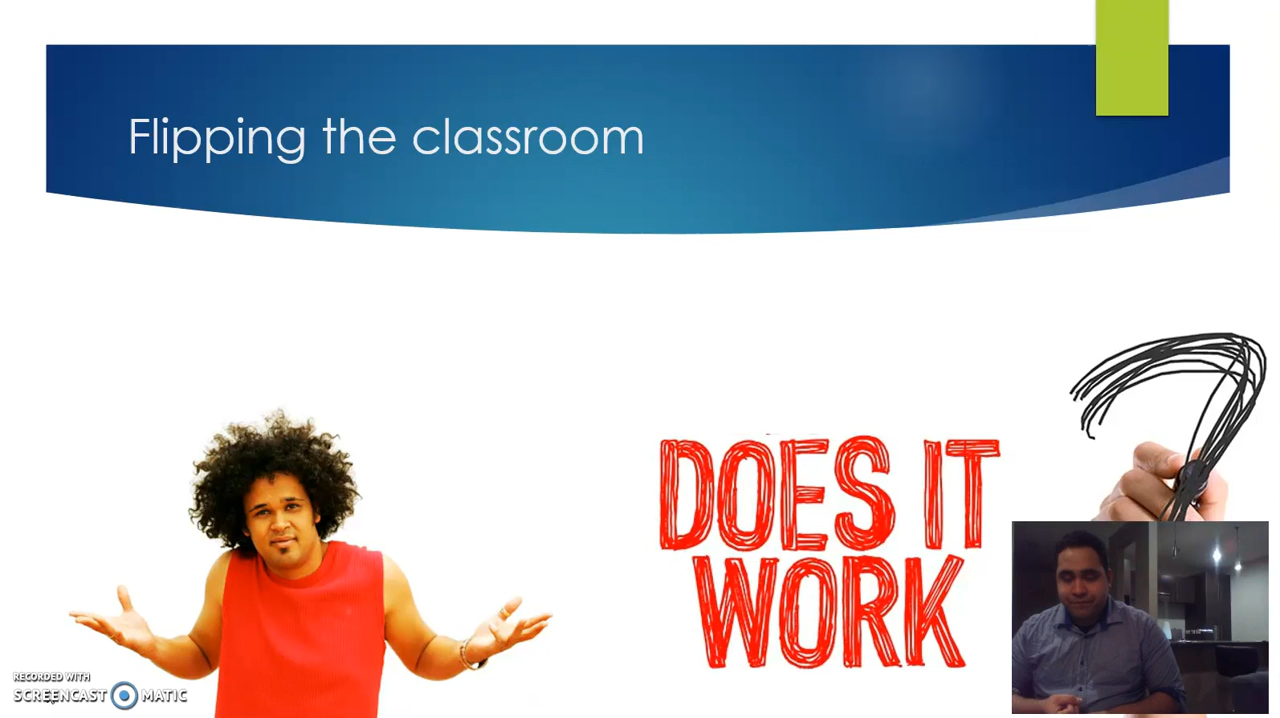 Flipping the classroom
DOES IT
WORK
?
RECORDED WITH
SCREENCAST MATIC